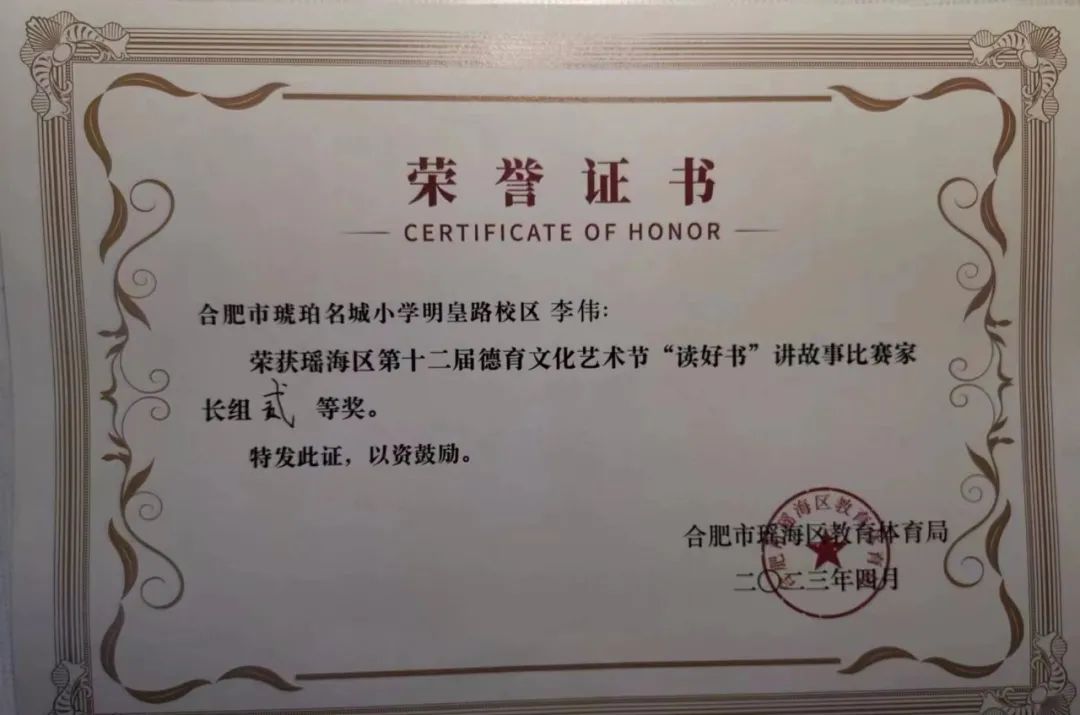 荣誉证书
CERTIFICATE OF HONOR
合肥市琥珀名城小学明皇路校区 李伟：
荣获瑶海区第十二届德育文化艺术节“读好书”讲故事比赛家
长组 贰 等奖。
特发此证，以资鼓励。
合肥市瑶海区教育体育局
二〇二三年四月